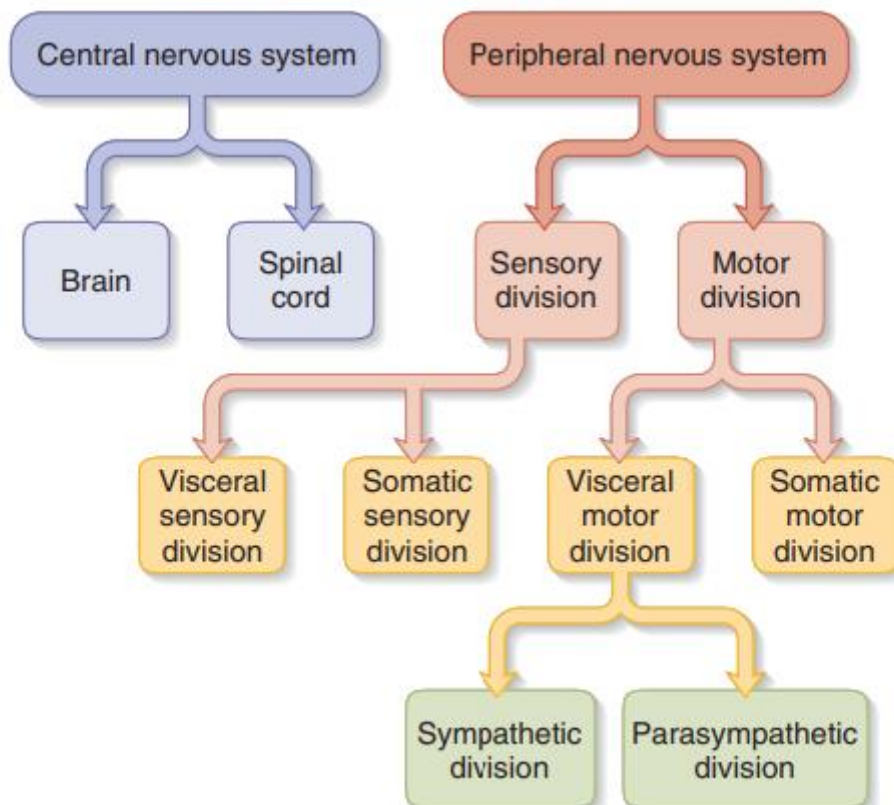 Central nervous system
Peripheral nervous system
Brain
Spinal
cord
Sensory
division
Motor
division
Visceral
sensory
division
Somatic
sensory
division
Visceral
motor
division
Somatic
motor
division
Sympathetic
division
Parasympathetic
division